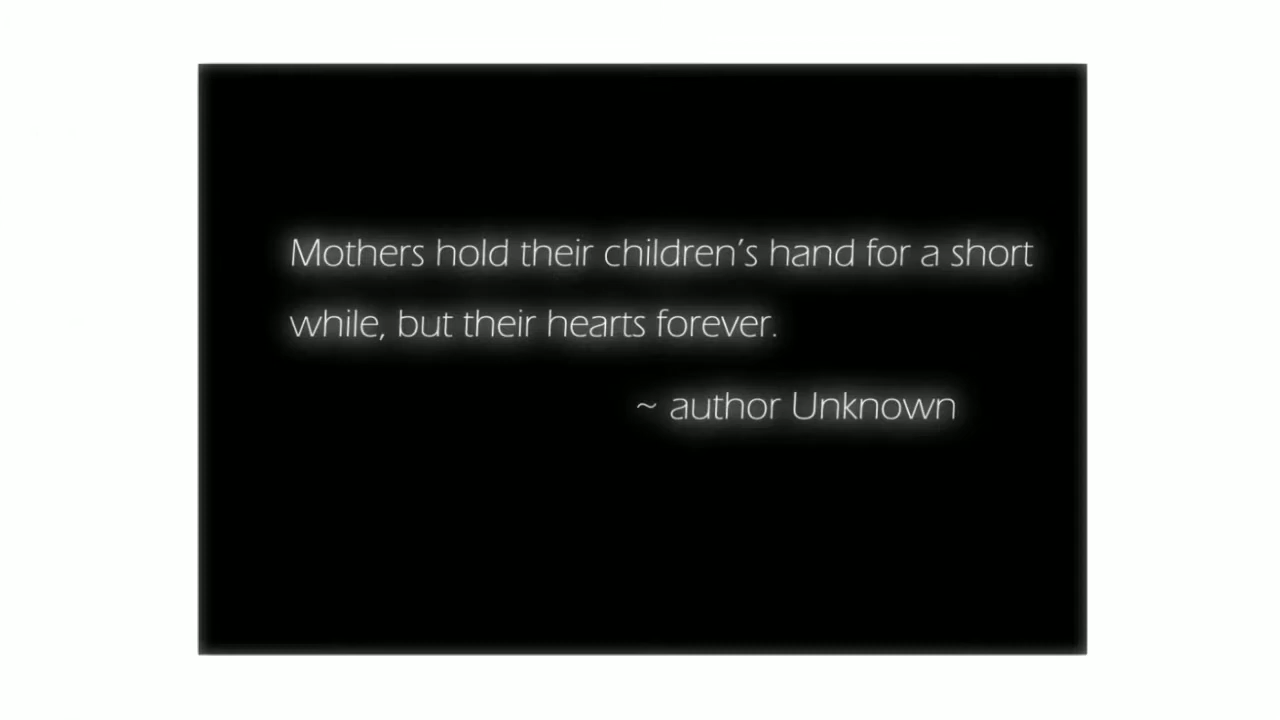 Mothers hold their children's hand for a short
while, but their hearts forever.
~ author Unknown